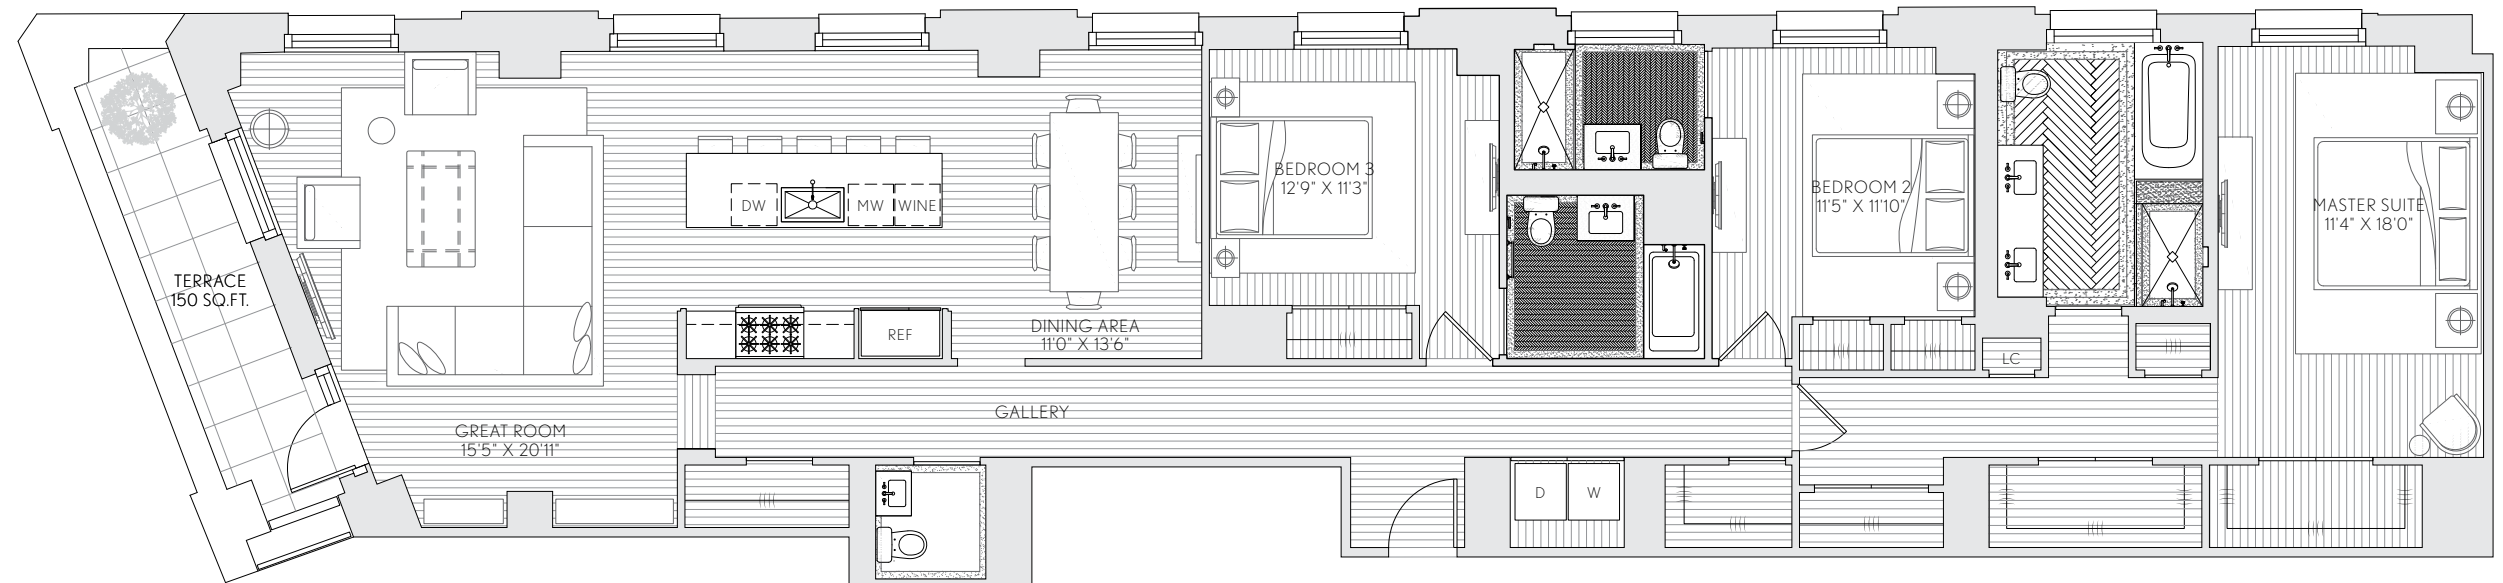 TERRACE
150 SQ.FT.
GREAT ROOM
15'5" X 20'11"
DW
MW
WINE
REF
DINING AREA
11'0" X 13'6"
GALLERY
BEDROOM 3
12'9" X 11'3"
BEDROOM 2
11'5" X 11'10"
LC
MASTER SUITE
11'4" X 18'0"
D
W